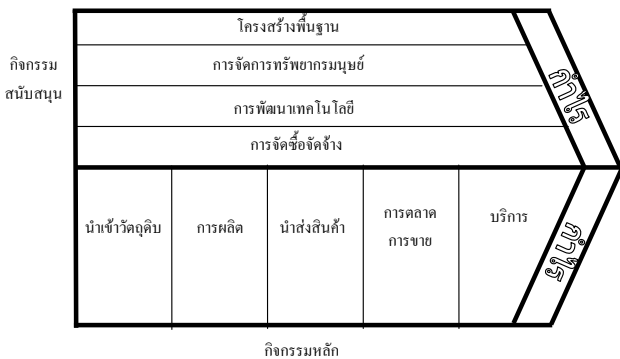 โครงสร้างพื้นฐาน
กิจกรรม
สนับสนุน
การจัดการทรัพยากรมนุษย์
การพัฒนาเทคโนโลยี
การจัดซื้อจัดจ้าง
กำไร
นำเข้าวัตถุดิบ
การผลิต
นำส่งสินค้า
การตลาด
การขาย
บริการ
กำไร
กิจกรรมหลัก